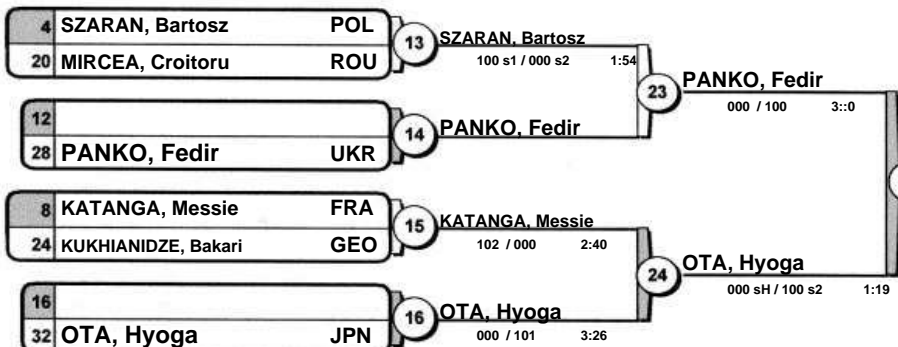 4 SZARAN, Bartosz POL
20 MIRCEA, Croitoru ROU
13
SZARAN, Bartosz
100 s1 / 000 s2 1:54
12
28 PANKO, Fedir UKR
14
PANKO, Fedir
23
PANKO, Fedir
000 / 100 3::0
8 KATANGA, Messie FRA
24 KUKHIANIDZE, Bakari GEO
15
KATANGA, Messie
102 / 000 2:40
16
32 OTA, Hyoga JPN
16
OTA, Hyoga
000 / 101 3:26
24
OTA, Hyoga
000 sH / 100 s2 1:19